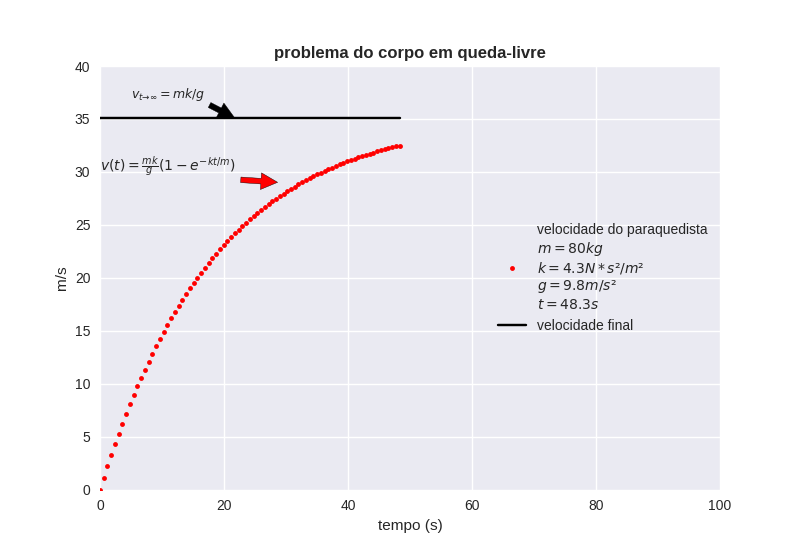 problema do corpo em queda-livre
40
35
30
25
20
15
10
5
0
m/s
v_{t→∞} = mk/g
v(t) = \frac{mk}{g}(1 − e^{−kt/m})
velocidade do paraquedista
m = 80kg
k = 4.3N * s²/m²
g = 9.8m/s²
t = 48.3s
velocidade final
0 20 40 60 80 100
tempo (s)